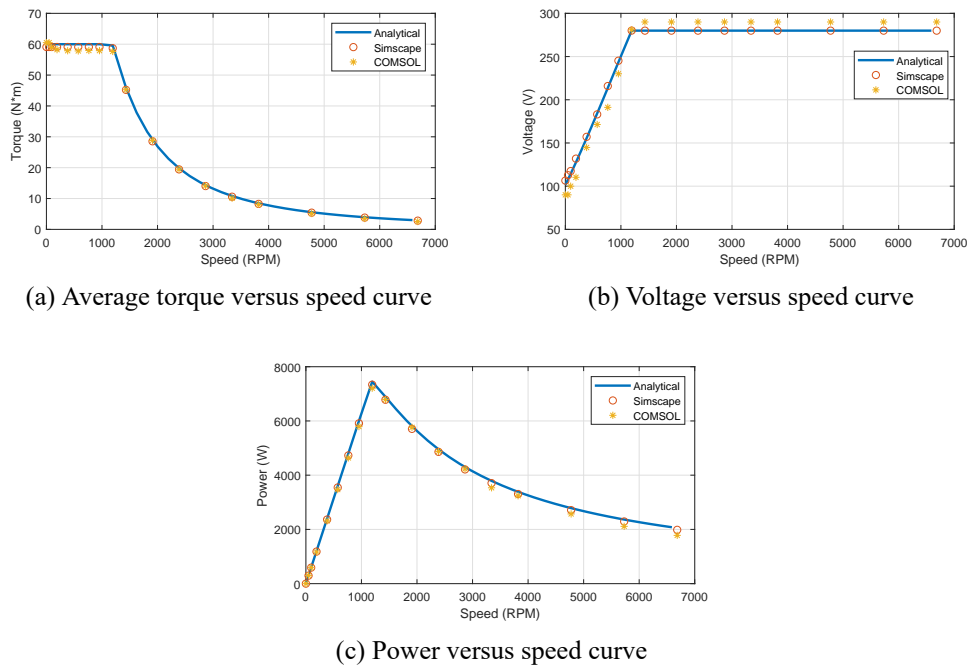 70
60
50
40
30
20
10
0
Torque (N*m)
0 1000 2000 3000 4000 5000 6000 7000
Speed (RPM)
Analytical
Simscape
COMSOL
(a) Average torque versus speed curve
300
250
200
150
100
50
Voltage (V)
0 1000 2000 3000 4000 5000 6000 7000
Speed (RPM)
Analytical
Simscape
COMSOL
(b) Voltage versus speed curve
8000
6000
4000
2000
0
Power (W)
0 1000 2000 3000 4000 5000 6000 7000
Speed (RPM)
Analytical
Simscape
COMSOL
(c) Power versus speed curve